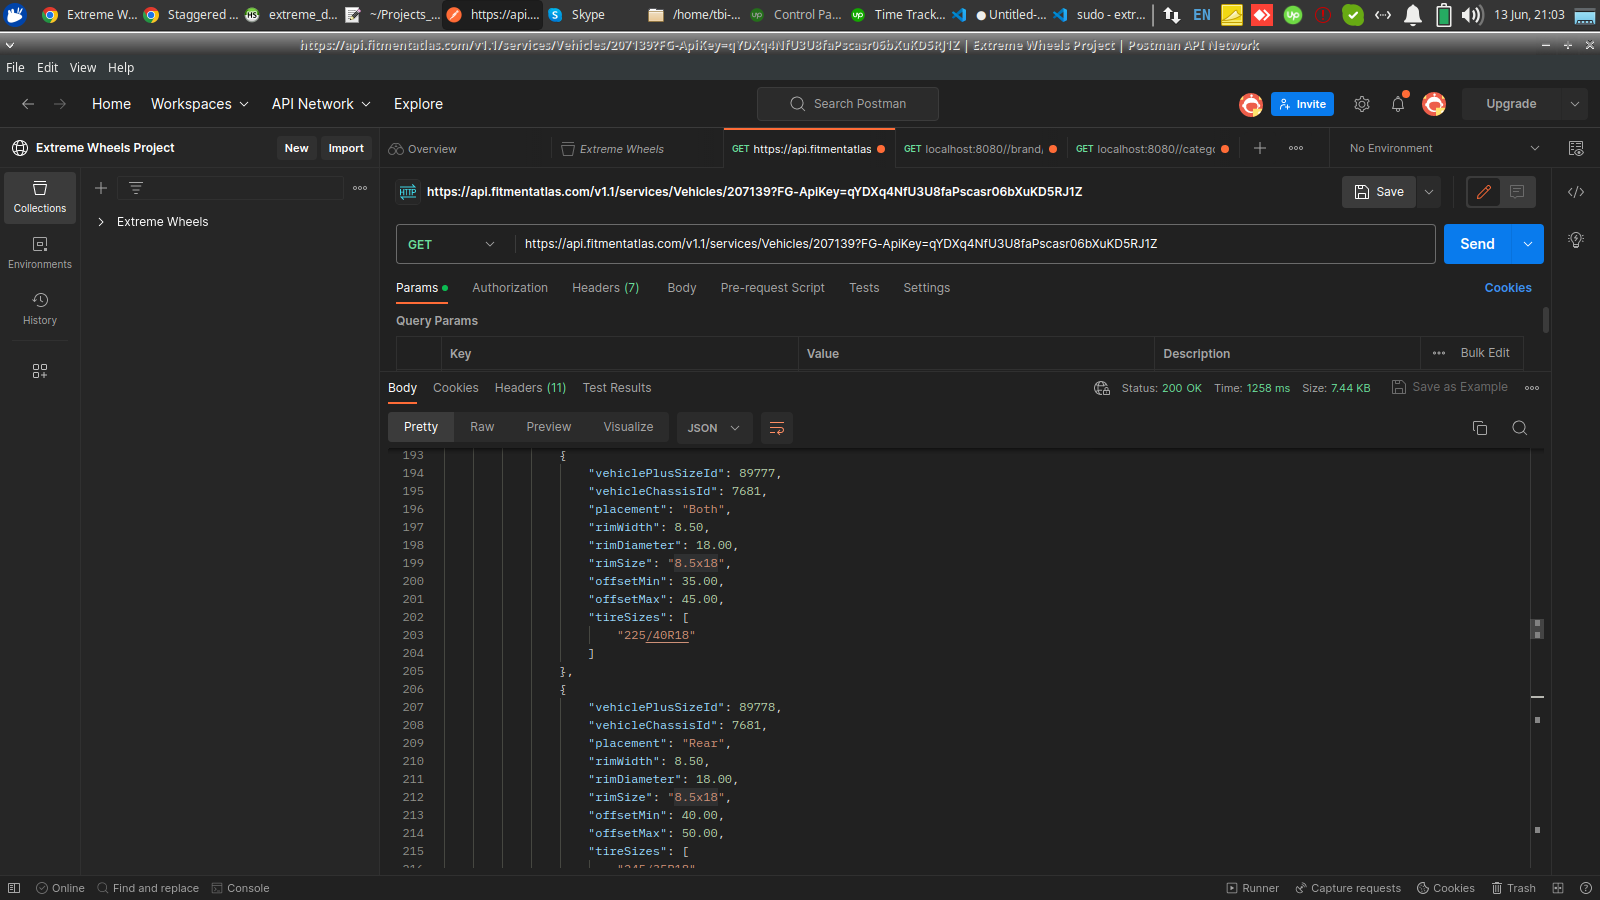 Extreme W...
Staggered ...
extreme_d...
~/Projects_...
https://api....
Skype
/home/tbi-...
Control Pa...
Time Track...
Untitled-...
sudo - extr...
EN
13 Jun, 21:03
https://api.fitmentatlas.com/v1.1/services/Vehicles/207139?FG-ApiKey=qYDXq4NfU3U8faPscasr06bXuKD5RJ1Z | Extreme Wheels Project | Postman API Network
File Edit View Help
Home Workspaces API Network Explore
Search Postman
Invite
Upgrade
Extreme Wheels Project
New Import
Overview
Extreme Wheels
GET https://api.fitmentatlas
GET localhost:8080//brand/
GET localhost:8080//catego
No Environment
Collections
Environments
History
Extreme Wheels
HTTP https://api.fitmentatlas.com/v1.1/services/Vehicles/207139?FG-ApiKey=qYDXq4NfU3U8faPscasr06bXuKD5RJ1Z
Save
GET https://api.fitmentatlas.com/v1.1/services/Vehicles/207139?FG-ApiKey=qYDXq4NfU3U8faPscasr06bXuKD5RJ1Z
Send
Params Authorization Headers (7) Body Pre-request Script Tests Settings
Cookies
Query Params
Key Value Description
Bulk Edit
Body Cookies Headers (11) Test Results
Status: 200 OK Time: 1258 ms Size: 7.44 KB
Save as Example
Pretty Raw Preview Visualize JSON
193 {
194 "vehiclePlusSizeId": 89777,
195 "vehicleChassisId": 7681,
196 "placement": "Both",
197 "rimWidth": 8.50,
198 "rimDiameter": 18.00,
199 "rimSize": "8.5x18",
200 "offsetMin": 35.00,
201 "offsetMax": 45.00,
202 "tireSizes": [
203 "225/40R18"
204 ]
205 },
206 {
207 "vehiclePlusSizeId": 89778,
208 "vehicleChassisId": 7681,
209 "placement": "Rear",
210 "rimWidth": 8.50,
211 "rimDiameter": 18.00,
212 "rimSize": "8.5x18",
213 "offsetMin": 40.00,
214 "offsetMax": 50.00,
215 "tireSizes": [
Online Find and replace Console
Runner Capture requests Cookies Trash